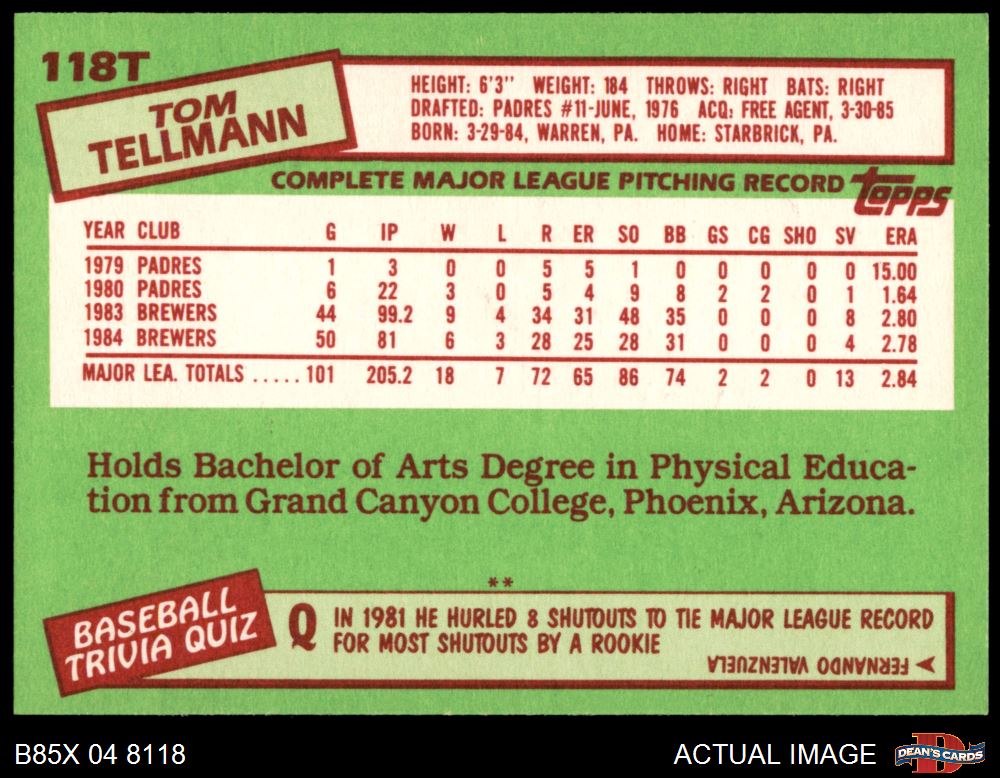 118T
TOM
TELLMANN
HEIGHT: 6'3'' WEIGHT: 184 THROWS: RIGHT BATS: RIGHT
DRAFTED: PADRES #11-JUNE, 1976 ACQ: FREE AGENT, 3-30-85
BORN: 3-29-84, WARREN, PA. HOME: STARBRICK, PA.
COMPLETE MAJOR LEAGUE PITCHING RECORD
topps
YEAR CLUB G IP W L R ER SO BB GS CG SHO SV ERA
1979 PADRES 1 3 0 0 5 5 1 0 0 0 0 0 15.00
1980 PADRES 6 22 3 0 5 4 9 8 2 2 0 1 1.64
1983 BREWERS 44 99.2 9 4 34 31 48 35 0 0 0 8 2.80
1984 BREWERS 50 81 6 3 28 25 28 31 0 0 0 4 2.78
MAJOR LEA. TOTALS ..... 101 205.2 18 7 72 65 86 74 2 2 0 13 2.84
Holds Bachelor of Arts Degree in Physical Educa-
tion from Grand Canyon College, Phoenix, Arizona.
**
BASEBALL
TRIVIA QUIZ
Q IN 1981 HE HURLED 8 SHUTOUTS TO TIE MAJOR LEAGUE RECORD
FOR MOST SHUTOUTS BY A ROOKIE
FERNANDO VALENZUELA
B85X 04 8118
ACTUAL IMAGE
DEAN'S CARDS